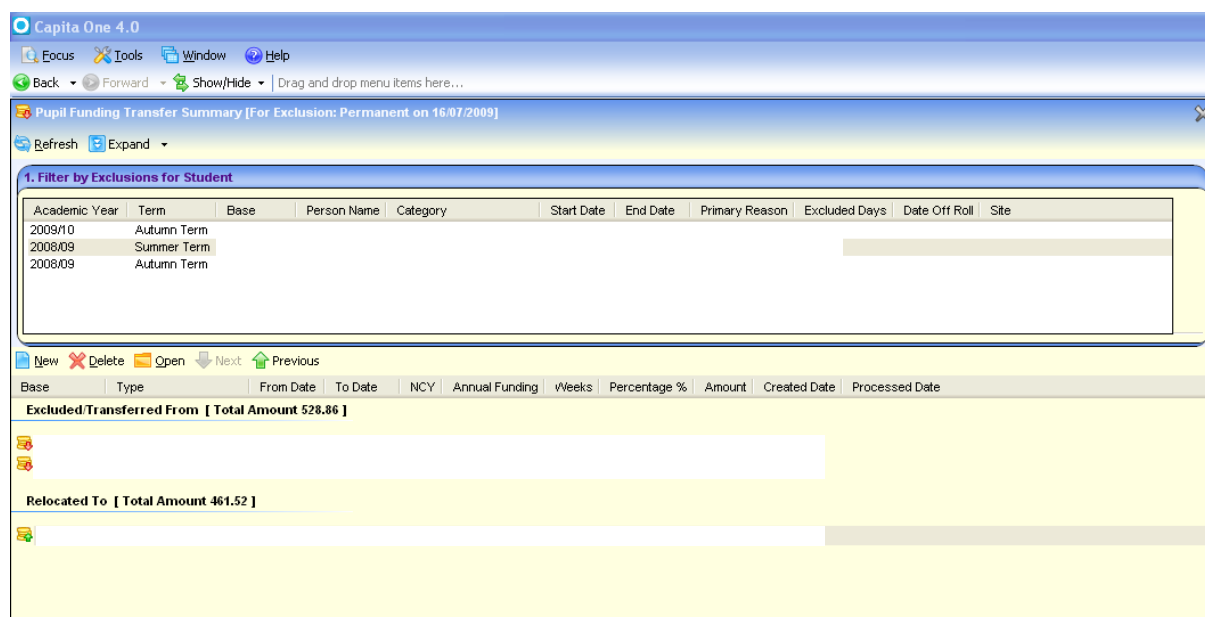 Capita One 4.0
Focus Tools Window Help
Back Forward Show/Hide Drag and drop menu items here...
Pupil Funding Transfer Summary [For Exclusion: Permanent on 16/07/2009]
Refresh Expand
1. Filter by Exclusions for Student
Academic Year Term Base Person Name Category Start Date End Date Primary Reason Excluded Days Date Off Roll Site
2009/10 Autumn Term
2008/09 Summer Term
2008/09 Autumn Term
New Delete Open Next Previous
Base Type From Date To Date NCY Annual Funding Weeks Percentage % Amount Created Date Processed Date
Excluded/Transferred From [ Total Amount 528.86 ]
Relocated To [ Total Amount 461.52 ]